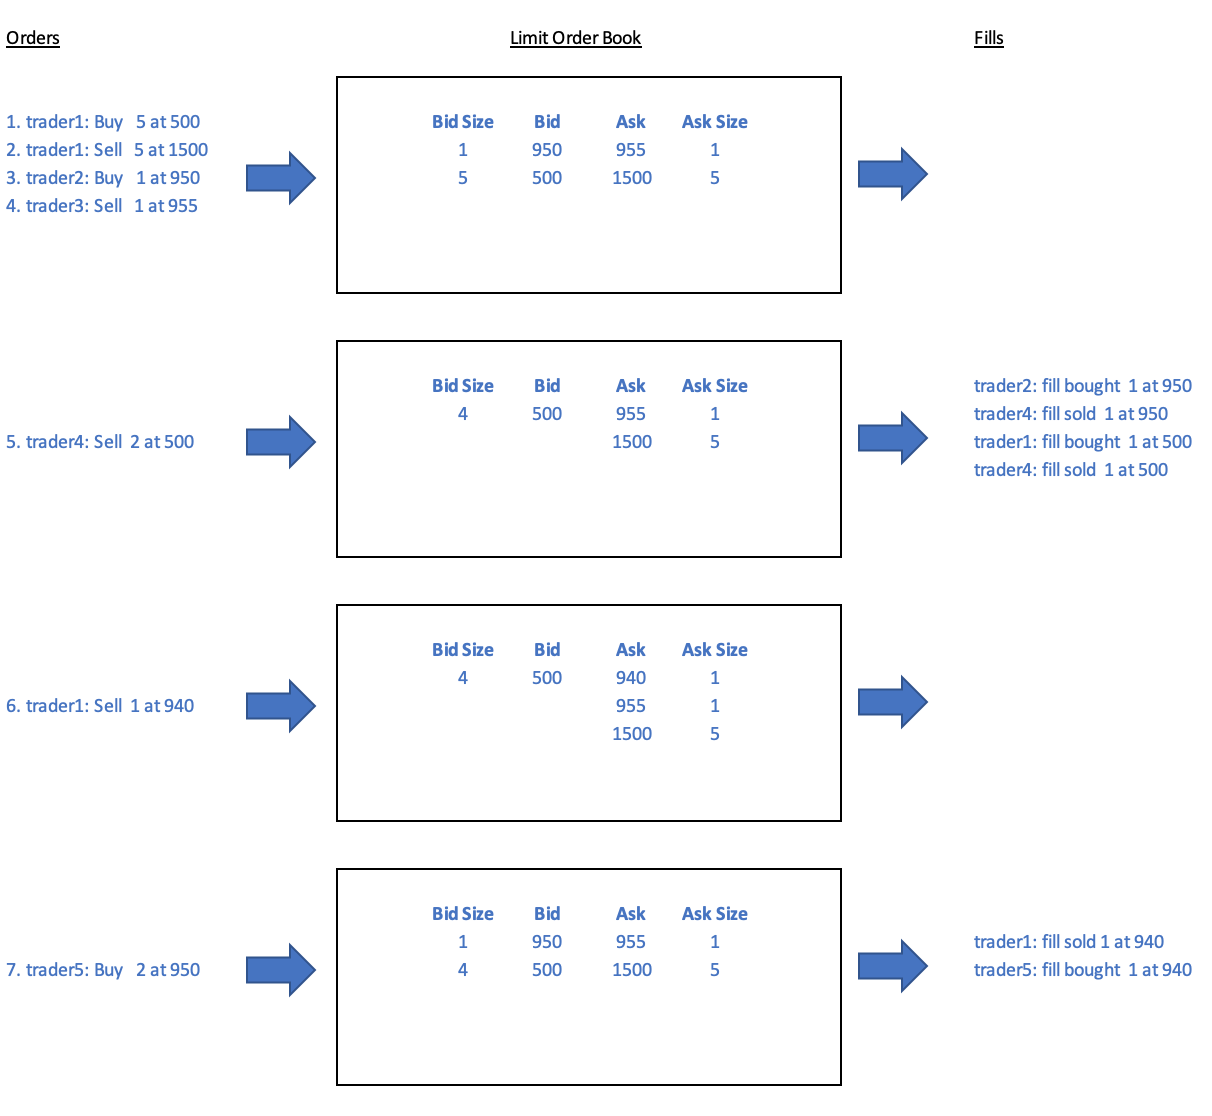 Orders Limit Order Book Fills
1. trader1: Buy 5 at 500
2. trader1: Sell 5 at 1500
3. trader2: Buy 1 at 950
4. trader3: Sell 1 at 955
Bid Size Bid Ask Ask Size
1 950 955 1
5 500 1500 5
5. trader4: Sell 2 at 500
Bid Size Bid Ask Ask Size
4 500 955 1
1500 5
trader2: fill bought 1 at 950
trader4: fill sold 1 at 950
trader1: fill bought 1 at 500
trader4: fill sold 1 at 500
6. trader1: Sell 1 at 940
Bid Size Bid Ask Ask Size
4 500 940 1
955 1
1500 5
7. trader5: Buy 2 at 950
Bid Size Bid Ask Ask Size
1 950 955 1
4 500 1500 5
trader1: fill sold 1 at 940
trader5: fill bought 1 at 940